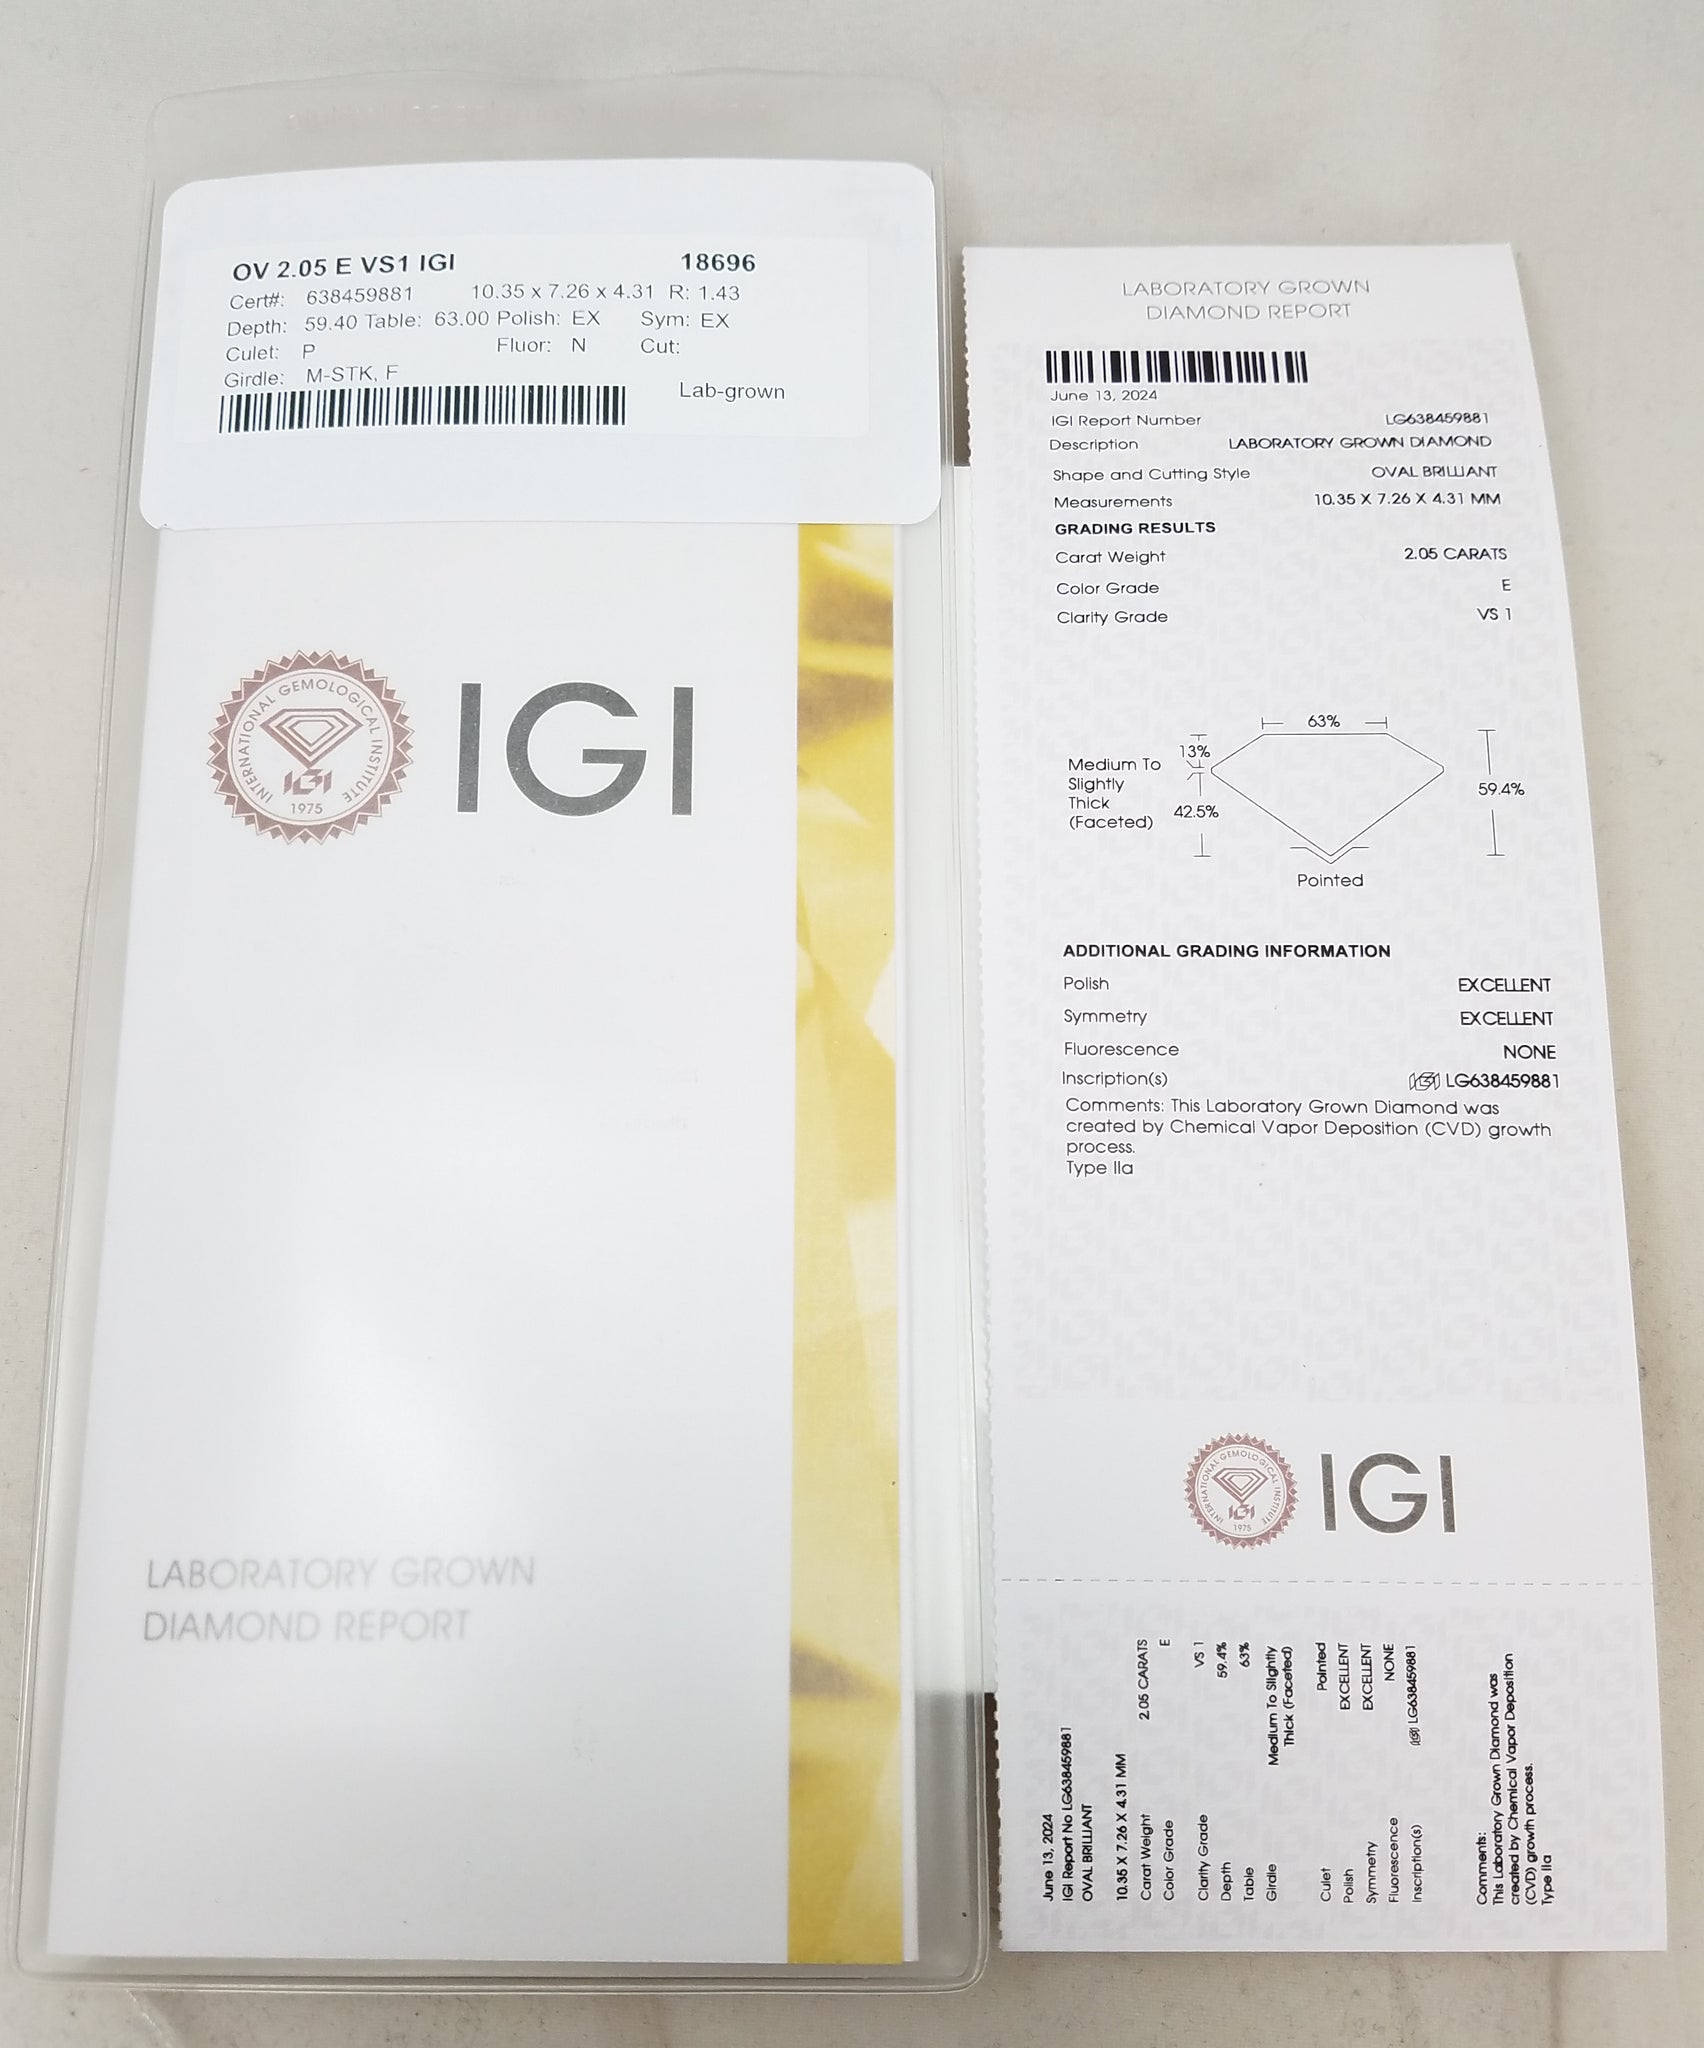 OV 2.05 E VS1 IGI 18696
Cert#: 638459881 10.35 x 7.26 x 4.31 R: 1.43
Depth: 59.40 Table: 63.00 Polish: EX Sym: EX
Culet: P Fluor: N Cut:
Girdle: M-STK, F
Lab-grown
INTERNATIONAL GEMOLOGICAL INSTITUTE
IGI
1975
IGI
LABORATORY GROWN
DIAMOND REPORT
LABORATORY GROWN
DIAMOND REPORT
June 13, 2024
IGI Report Number LG638459881
Description LABORATORY GROWN DIAMOND
Shape and Cutting Style OVAL BRILLIANT
Measurements 10.35 X 7.26 X 4.31 MM
GRADING RESULTS
Carat Weight 2.05 CARATS
Color Grade E
Clarity Grade VS 1
63%
13%
Medium To
Slightly
Thick
(Faceted)
42.5%
59.4%
Pointed
ADDITIONAL GRADING INFORMATION
Polish EXCELLENT
Symmetry EXCELLENT
Fluorescence NONE
Inscription(s) IGI LG638459881
Comments: This Laboratory Grown Diamond was
created by Chemical Vapor Deposition (CVD) growth
process.
Type IIa
INTERNATIONAL GEMOLOGICAL INSTITUTE
IGI
1975
IGI
June 13, 2024
IGI Report No LG638459881
OVAL BRILLIANT
10.35 X 7.26 X 4.31 MM
Carat Weight 2.05 CARATS
Color Grade E
Clarity Grade VS 1
Depth 59.4%
Table 63%
Girdle Medium To Slightly
Thick (Faceted)
Culet Pointed
Polish EXCELLENT
Symmetry EXCELLENT
Fluorescence NONE
Inscription(s) IGI LG638459881
Comments:
This Laboratory Grown Diamond was
created by Chemical Vapor Deposition
(CVD) growth process.
Type IIa